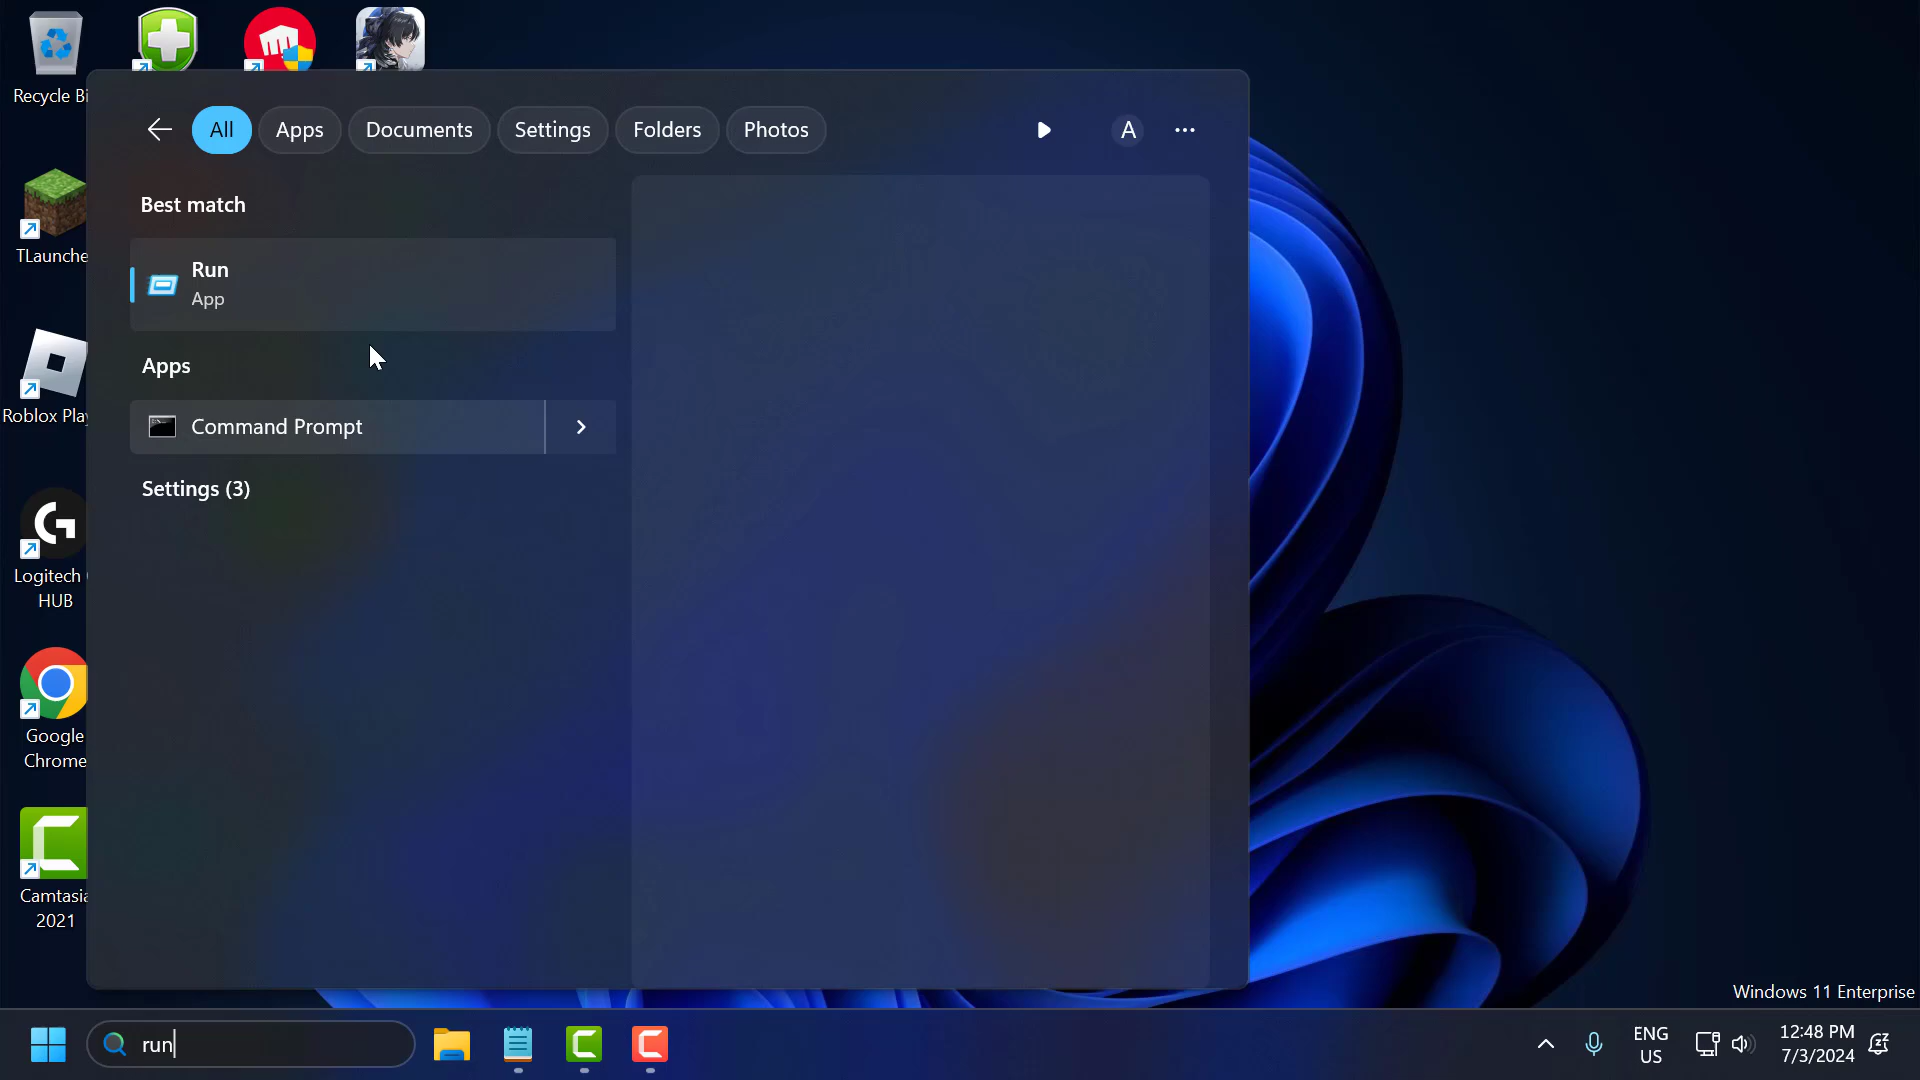 Recycle Bi
TLaunche
Roblox Play
Logitech
HUB
Google
Chrome
Camtasia
2021
All
Apps
Documents
Settings
Folders
Photos
A
Best match
Run
App
Apps
Command Prompt
Settings (3)
Windows 11 Enterprise
run
ENG
US
12:48 PM
7/3/2024